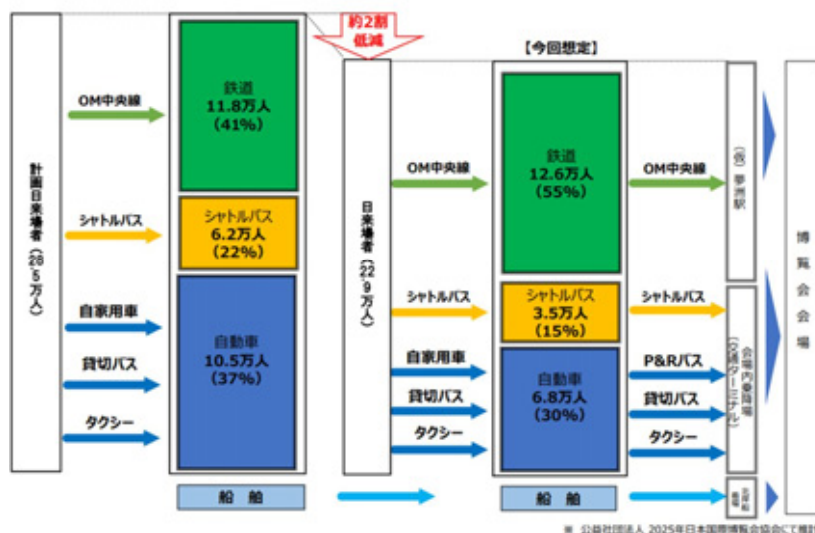 約2割
低減
【今回想定】
計画日来場者(28.5万人)
OM中央線
シャトルバス
自家用車
貸切バス
タクシー
鉄道
11.8万人
(41%)
シャトルバス
6.2万人
(22%)
自動車
10.5万人
(37%)
船 舶
日来場者(22.9万人)
OM中央線
シャトルバス
自家用車
貸切バス
タクシー
鉄道
12.6万人
(55%)
シャトルバス
3.5万人
(15%)
自動車
6.8万人
(30%)
船 舶
OM中央線
シャトルバス
P&Rバス
貸切バス
タクシー
(仮)夢洲駅
会場内乗降場
(交通ターミナル)
博覧会会場
※ 公益社団法人 2025年日本国際博覧会協会にて推計